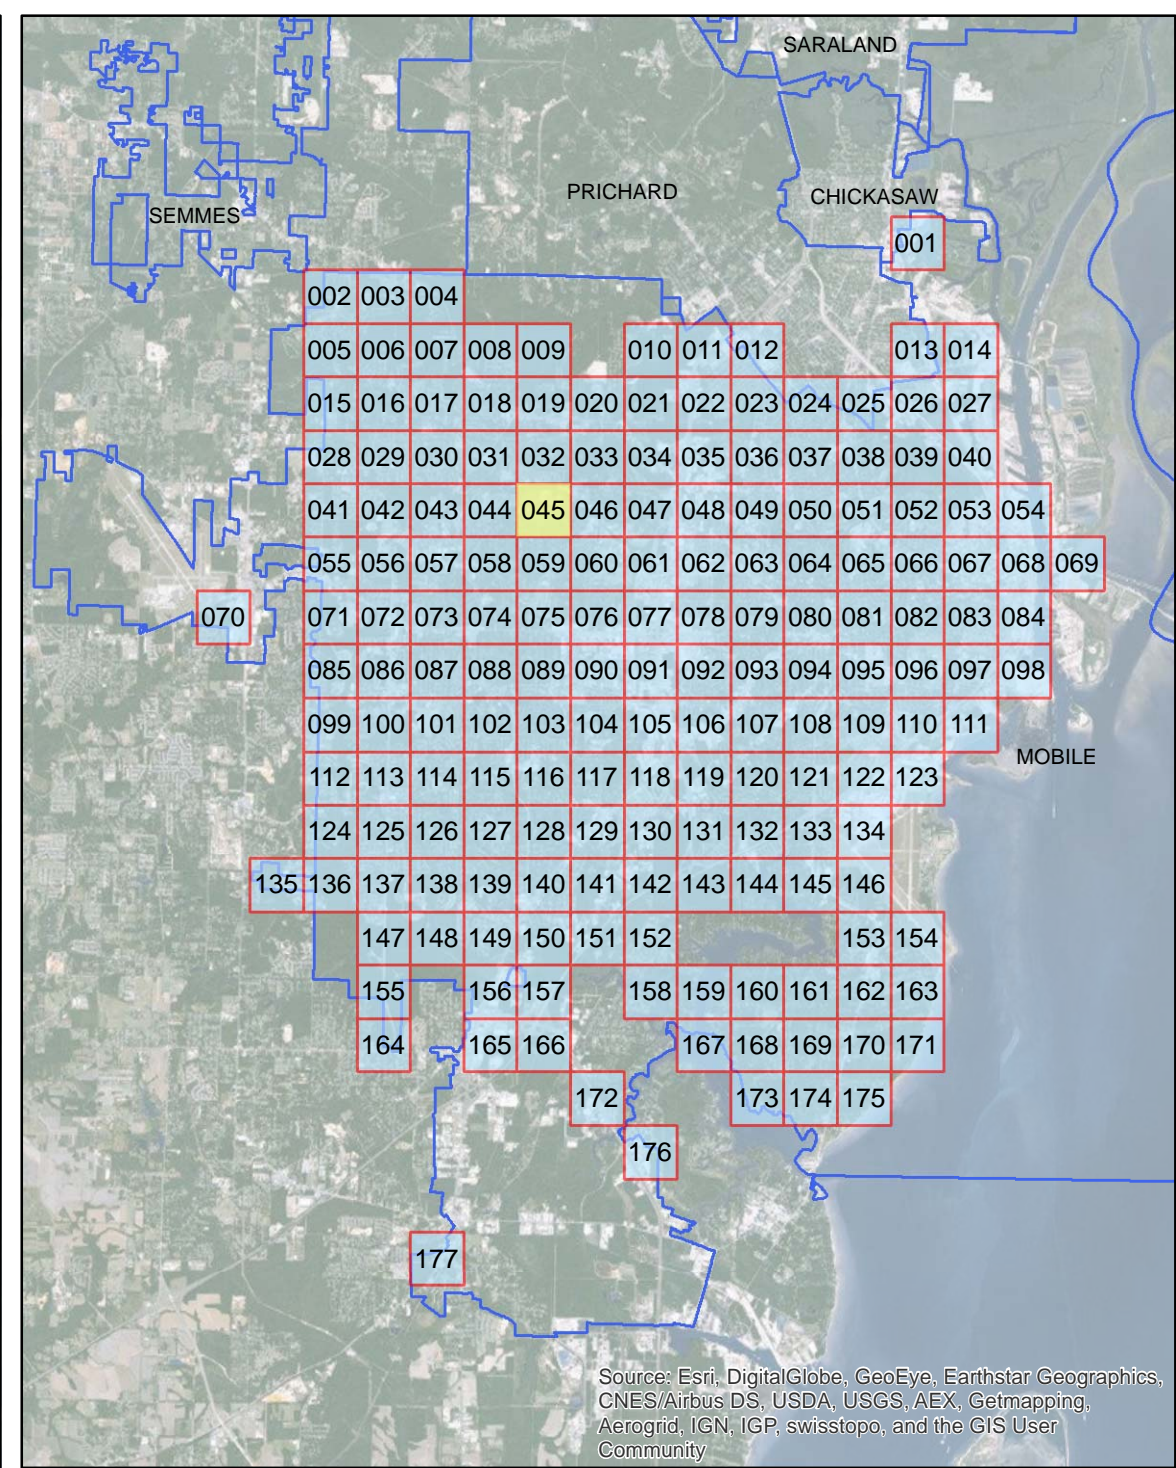 SARALAND
PRICHARD
CHICKASAW
SEMMES
001
002 003 004
005 006 007 008 009 010 011 012 013 014
015 016 017 018 019 020 021 022 023 024 025 026 027
028 029 030 031 032 033 034 035 036 037 038 039 040
041 042 043 044 045 046 047 048 049 050 051 052 053 054
055 056 057 058 059 060 061 062 063 064 065 066 067 068 069
070 071 072 073 074 075 076 077 078 079 080 081 082 083 084
085 086 087 088 089 090 091 092 093 094 095 096 097 098
099 100 101 102 103 104 105 106 107 108 109 110 111
MOBILE
112 113 114 115 116 117 118 119 120 121 122 123
124 125 126 127 128 129 130 131 132 133 134
135 136 137 138 139 140 141 142 143 144 145 146
147 148 149 150 151 152 153 154
155 156 157 158 159 160 161 162 163
164 165 166 167 168 169 170 171
172 173 174 175
176
177
Source: Esri, DigitalGlobe, GeoEye, Earthstar Geographics,
CNES/Airbus DS, USDA, USGS, AEX, Getmapping,
Aerogrid, IGN, IGP, swisstopo, and the GIS User
Community